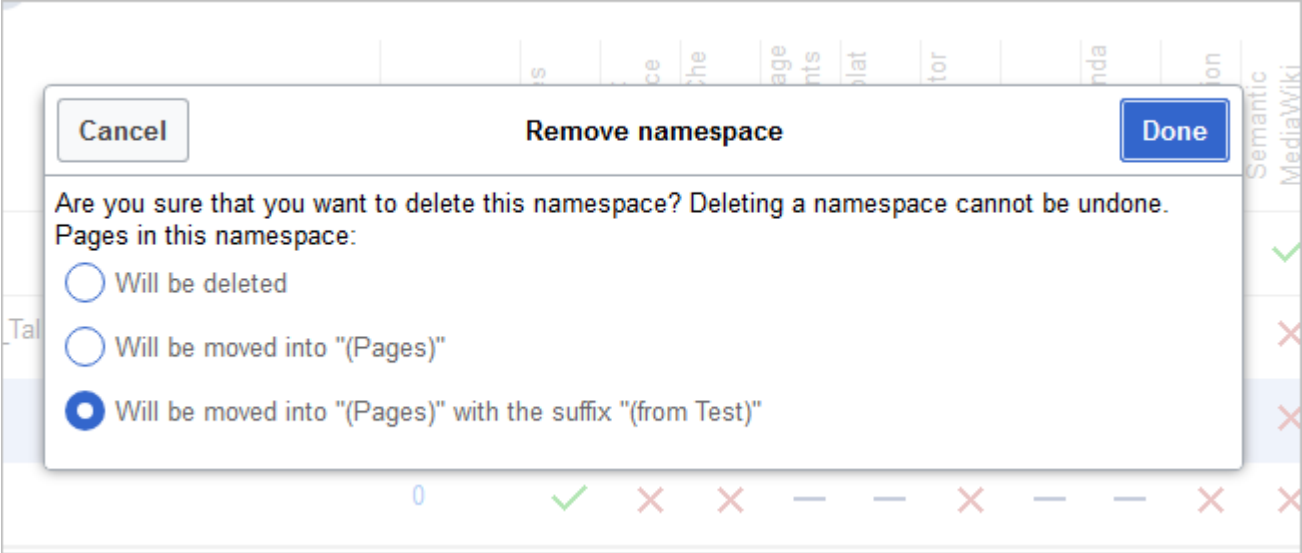 Semantic
MediaWiki
Cancel
Remove namespace
Done
Are you sure that you want to delete this namespace? Deleting a namespace cannot be undone.
Pages in this namespace:
Will be deleted
Will be moved into "(Pages)"
Will be moved into "(Pages)" with the suffix "(from Test)"
0